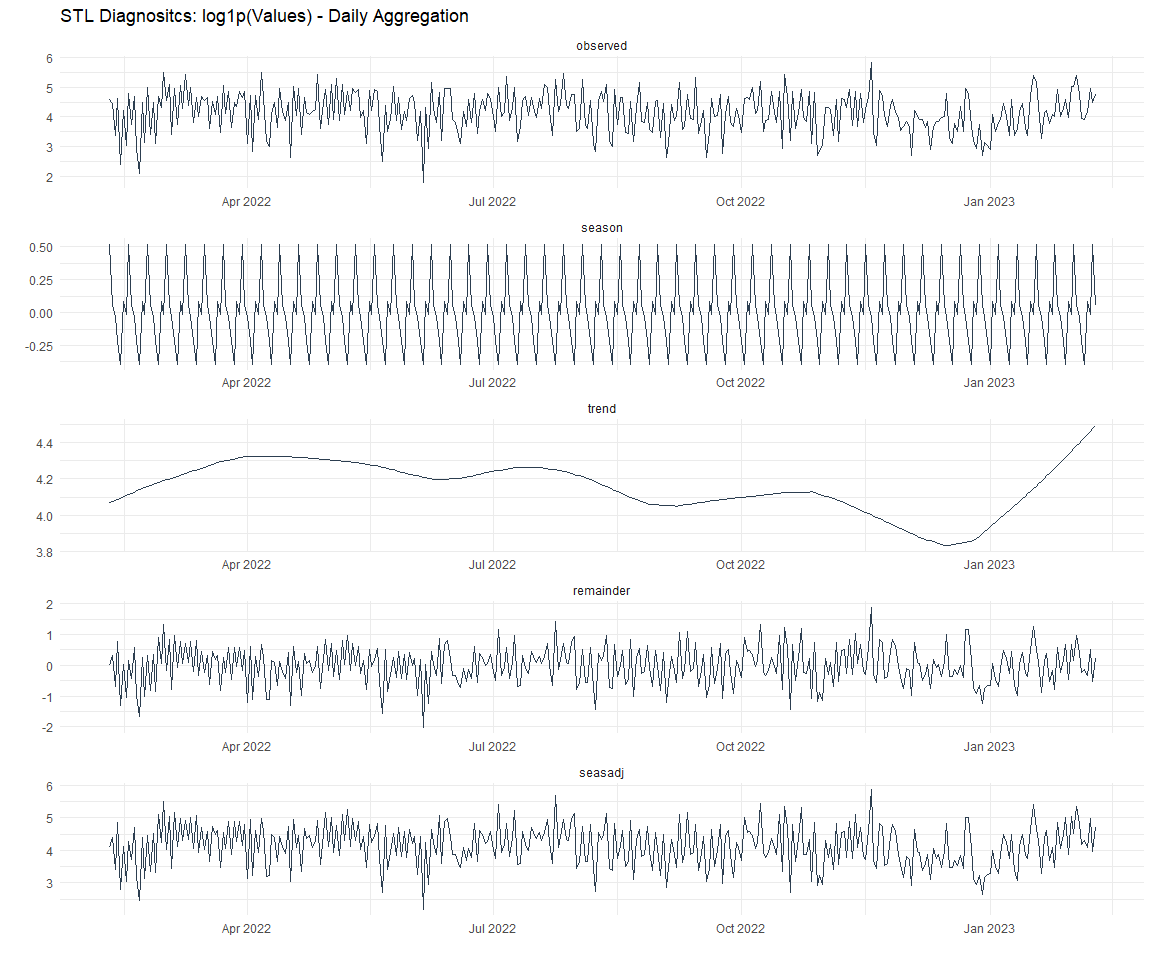 STL Diagnositcs: log1p(Values) - Daily Aggregation
observed
6
5
4
3
2
Apr 2022 Jul 2022 Oct 2022 Jan 2023
season
0.50
0.25
0.00
-0.25
Apr 2022 Jul 2022 Oct 2022 Jan 2023
trend
4.4
4.2
4.0
3.8
Apr 2022 Jul 2022 Oct 2022 Jan 2023
remainder
2
1
0
-1
-2
Apr 2022 Jul 2022 Oct 2022 Jan 2023
seasadj
6
5
4
3
Apr 2022 Jul 2022 Oct 2022 Jan 2023